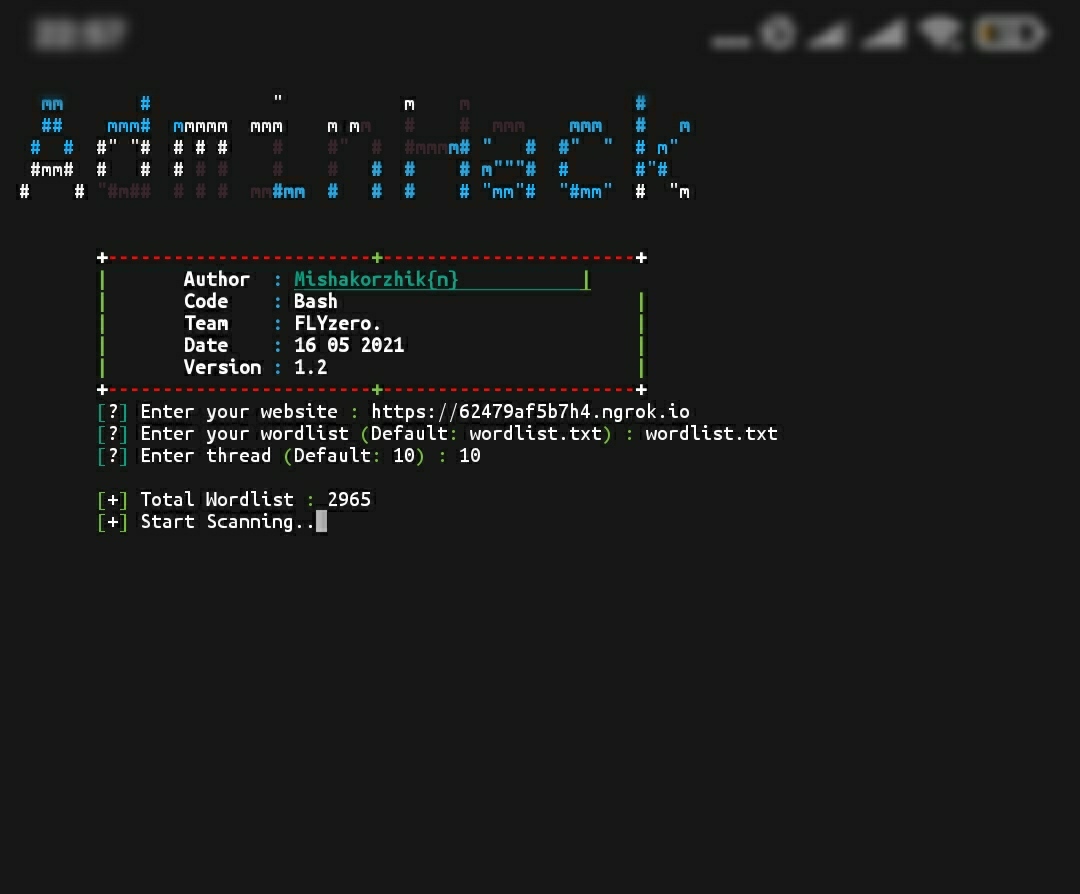 AdminHack
Author : Mishakorzhik{n}
Code : Bash
Team : FLYzero.
Date : 16 05 2021
Version : 1.2
[?] Enter your website : https://62479af5b7h4.ngrok.io
[?] Enter your wordlist (Default: wordlist.txt) : wordlist.txt
[?] Enter thread (Default: 10) : 10
[+] Total Wordlist : 2965
[+] Start Scanning..